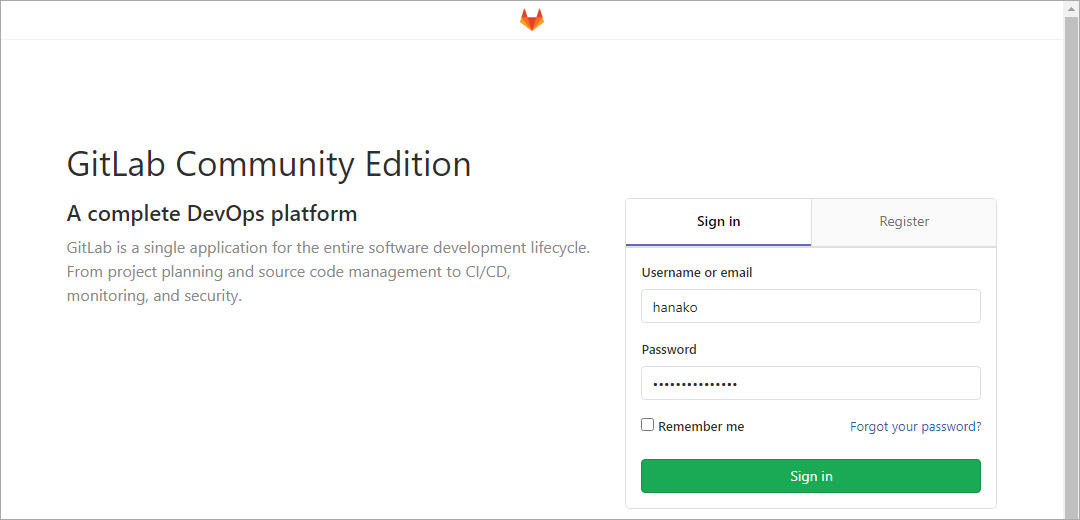 GitLab Community Edition
A complete DevOps platform
GitLab is a single application for the entire software development lifecycle.
From project planning and source code management to CI/CD,
monitoring, and security.
Sign in
Register
Username or email
hanako
Password
•••••••••••••••
Remember me
Forgot your password?
Sign in